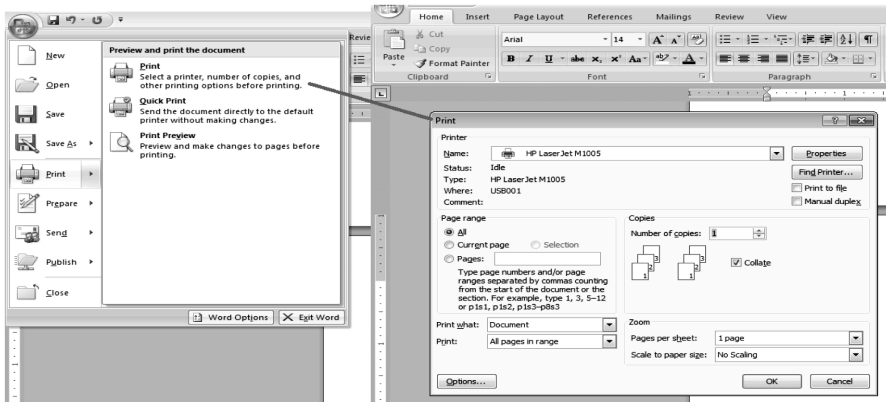 New
Open
Save
Save As
Print
Prepare
Send
Publish
Close
Preview and print the document
Print
Select a printer, number of copies, and
other printing options before printing.
Quick Print
Send the document directly to the default
printer without making changes.
Print Preview
Preview and make changes to pages before
printing.
Word Options
Exit Word
Revie
Home Insert Page Layout References Mailings Review View
Paste
Cut
Copy
Format Painter
Clipboard
Arial 14
B I U abc x, x² Aa ab A
Font
Paragraph
Print
Printer
Name: HP LaserJet M1005
Properties
Status: Idle
Find Printer...
Type: HP LaserJet M1005
Where: USB001
Comment:
Print to file
Manual duplex
Page range
All
Current page Selection
Pages:
Type page numbers and/or page
ranges separated by commas counting
from the start of the document or the
section. For example, type 1, 3, 5–12
or p1s1, p1s2, p1s3–p8s3
Copies
Number of copies: 1
Collate
Print what: Document
Print: All pages in range
Zoom
Pages per sheet: 1 page
Scale to paper size: No Scaling
Options...
OK Cancel